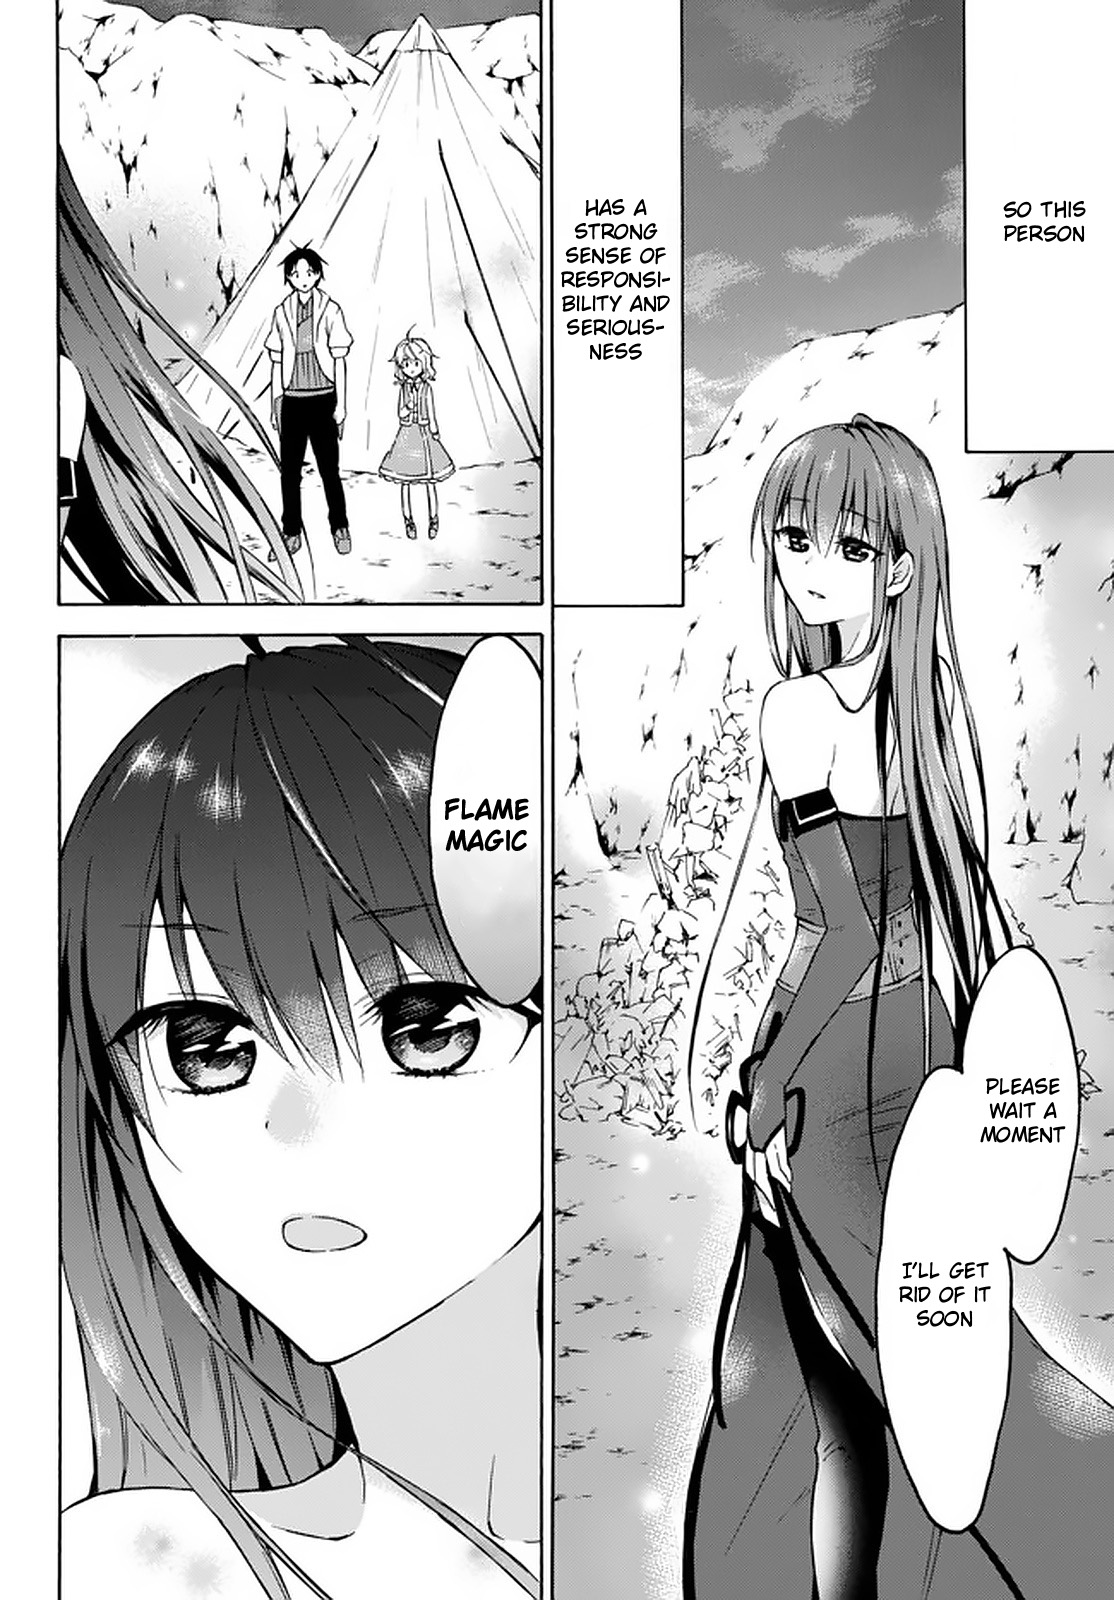 SO THIS
PERSON
HAS A
STRONG
SENSE OF
RESPONSI-
BILITY AND
SERIOUS-
NESS
PLEASE
WAIT A
MOMENT
I'LL GET
RID OF IT
SOON
FLAME
MAGIC